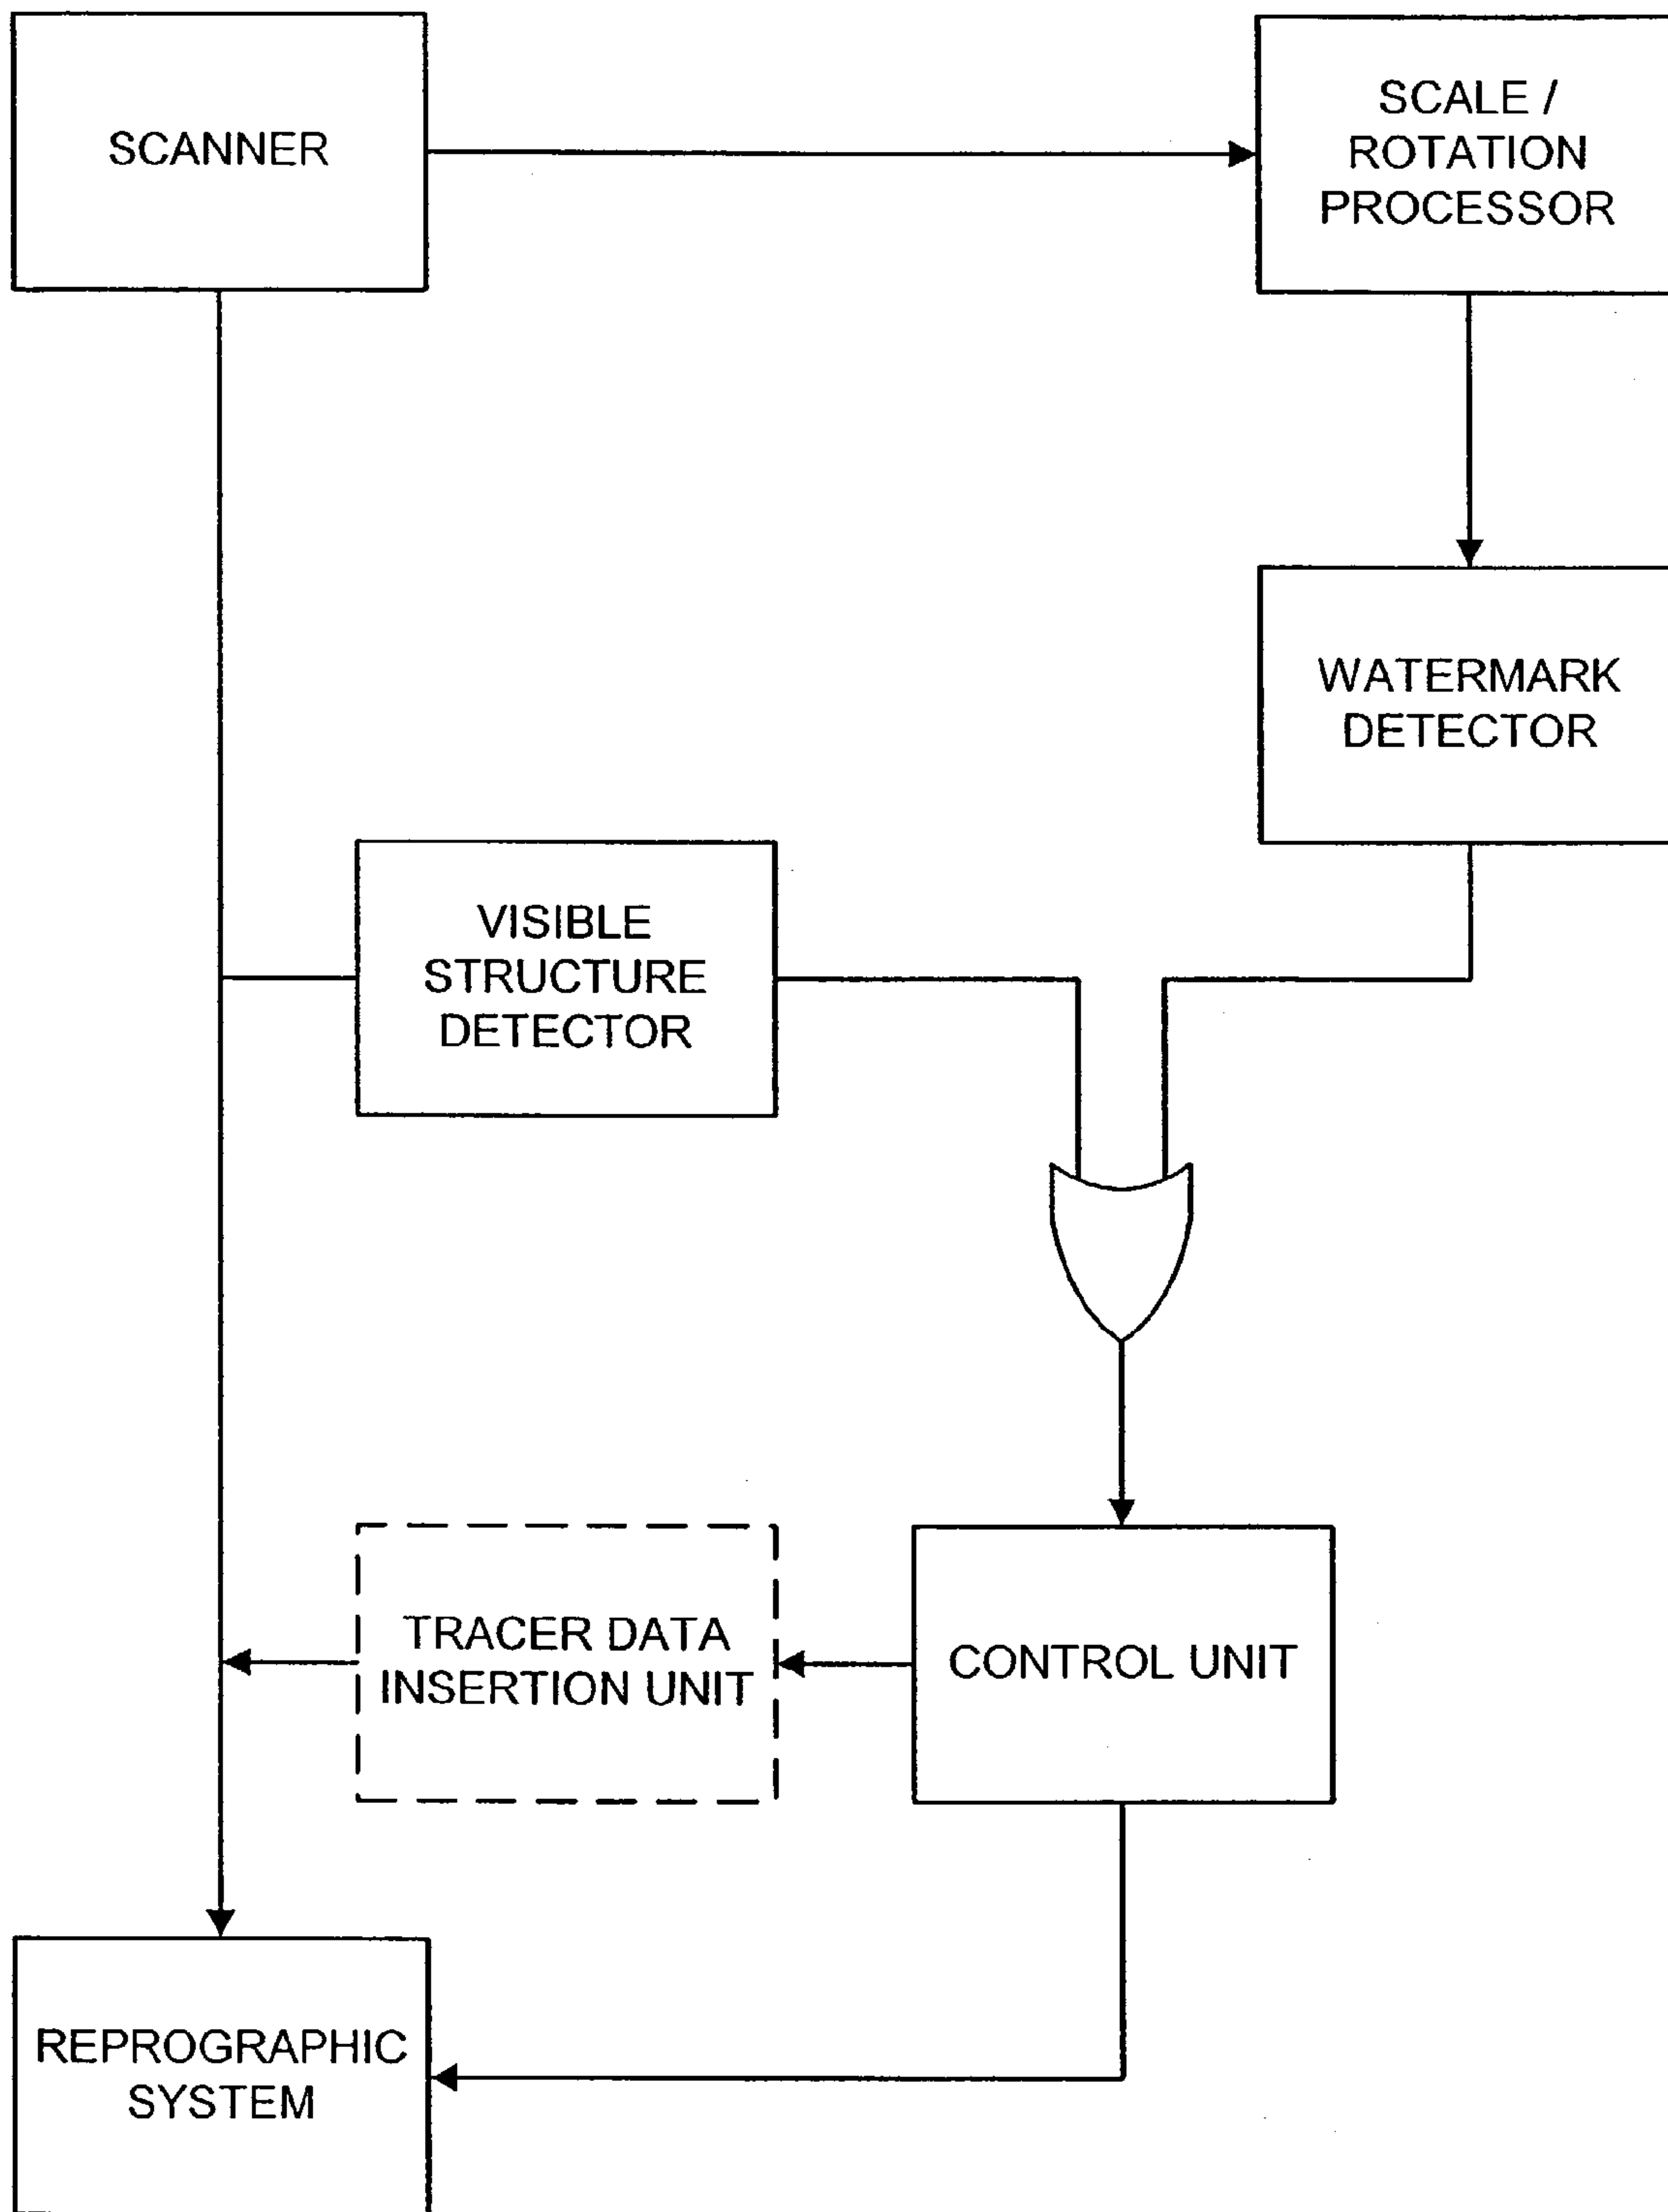 SCANNER
SCALE /
ROTATION
PROCESSOR
WATERMARK
DETECTOR
VISIBLE
STRUCTURE
DETECTOR
TRACER DATA
INSERTION UNIT
CONTROL UNIT
REPROGRAPHIC
SYSTEM